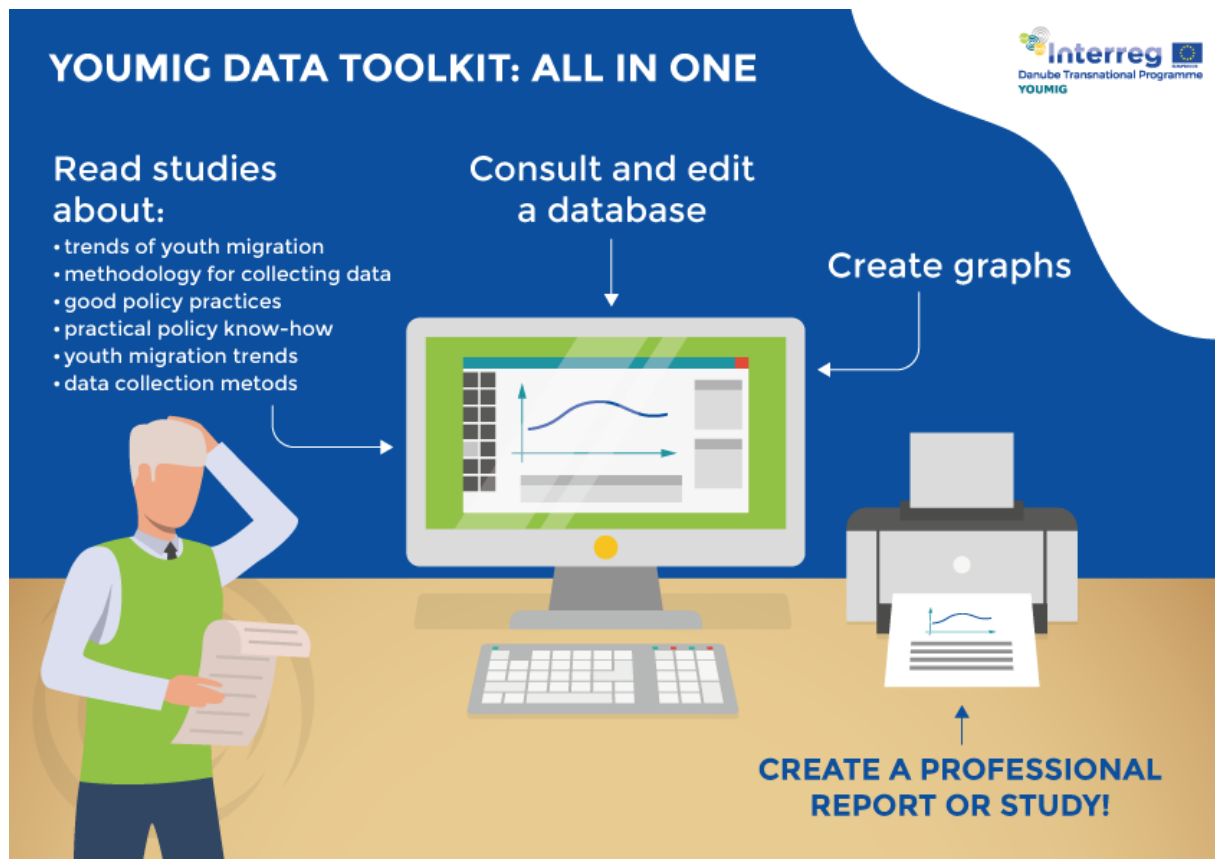 YOUMIG DATA TOOLKIT: ALL IN ONE
Interreg
Danube Transnational Programme
YOUMIG
Read studies
about:
• trends of youth migration
• methodology for collecting data
• good policy practices
• practical policy know-how
• youth migration trends
• data collection metods
Consult and edit
a database
Create graphs
CREATE A PROFESSIONAL
REPORT OR STUDY!